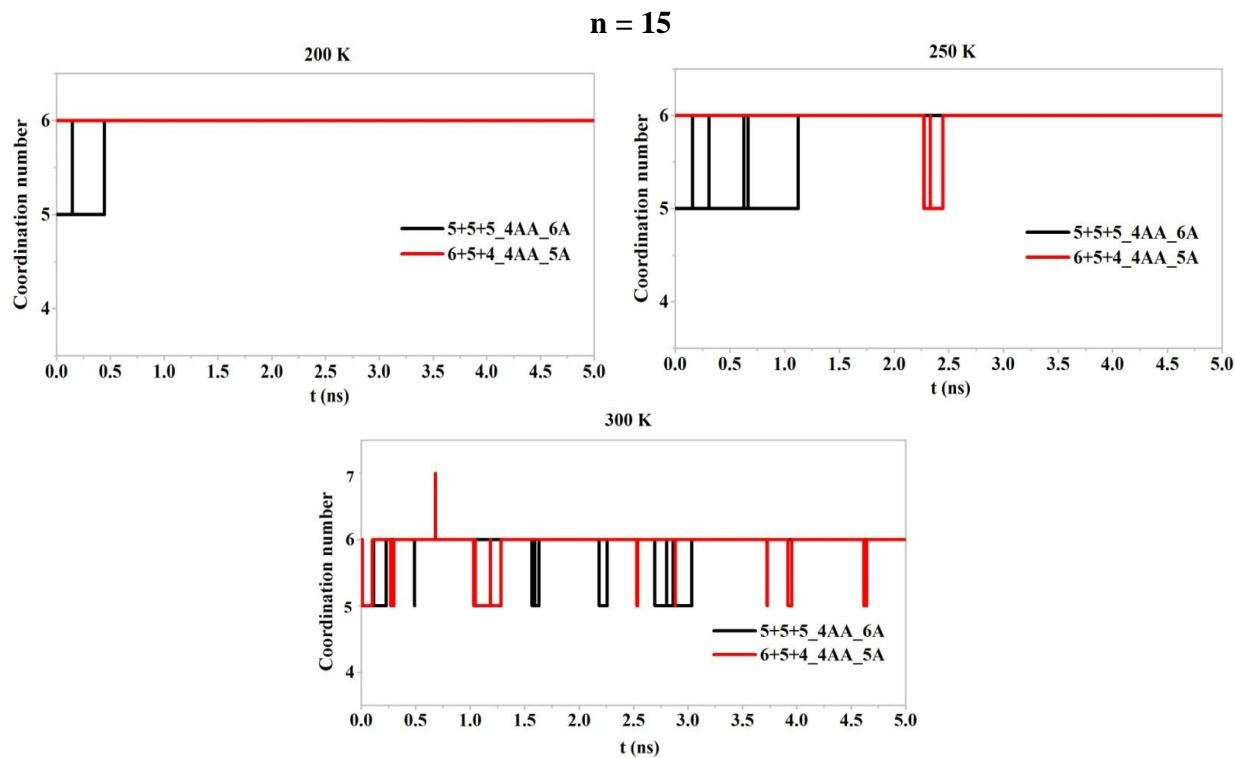 n = 15
200 K
Coordination number
6
5
4
5+5+5_4AA_6A
6+5+4_4AA_5A
0.0 0.5 1.0 1.5 2.0 2.5 3.0 3.5 4.0 4.5 5.0
t (ns)
250 K
Coordination number
6
5
4
5+5+5_4AA_6A
6+5+4_4AA_5A
0.0 0.5 1.0 1.5 2.0 2.5 3.0 3.5 4.0 4.5 5.0
t (ns)
300 K
Coordination number
7
6
5
4
5+5+5_4AA_6A
6+5+4_4AA_5A
0.0 0.5 1.0 1.5 2.0 2.5 3.0 3.5 4.0 4.5 5.0
t (ns)